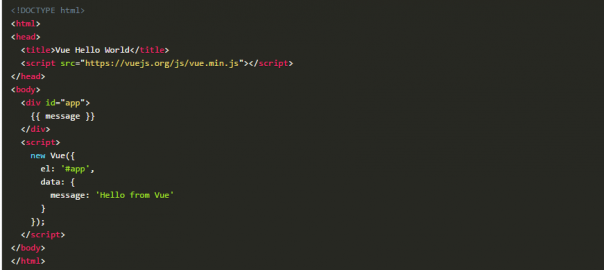 <!DOCTYPE html>
<html>
<head>
<title>Vue Hello World</title>
<script src="https://vuejs.org/js/vue.min.js"></script>
</head>
<body>
<div id="app">
{{ message }}
</div>
<script>
new Vue({
el: '#app',
data: {
message: 'Hello from Vue'
}
});
</script>
</body>
</html>